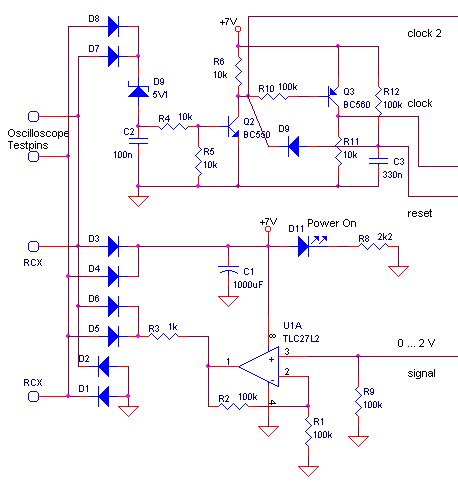 D8
+7V
clock 2
D7
R6
10k
D9
5V1
R10 100k
Q3
BC560
R12
100k
clock
R4
10k
Q2
BC550
Oscilloscope
Testpins
C2
100n
D9
R11
10k
R5
10k
C3
330n
reset
+7V
D3
D11
Power On
R8 2k2
RCX
D4
C1
1000uF
D6
D5
R3 1k
U1A
TLC27L2
8
0 ... 2 V
3
+
1
signal
D2
-
2
RCX
D1
R2 100k
4
R9
100k
R1
100k